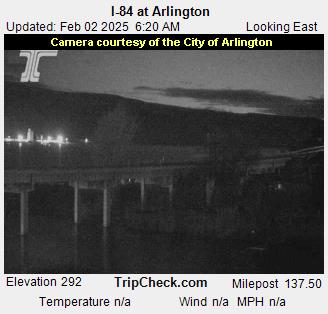 I-84 at Arlington
Updated: Feb 02 2025 6:20 AM Looking East
Camera courtesy of the City of Arlington
Elevation 292 TripCheck.com Milepost 137.50
Temperature n/a Wind n/a MPH n/a